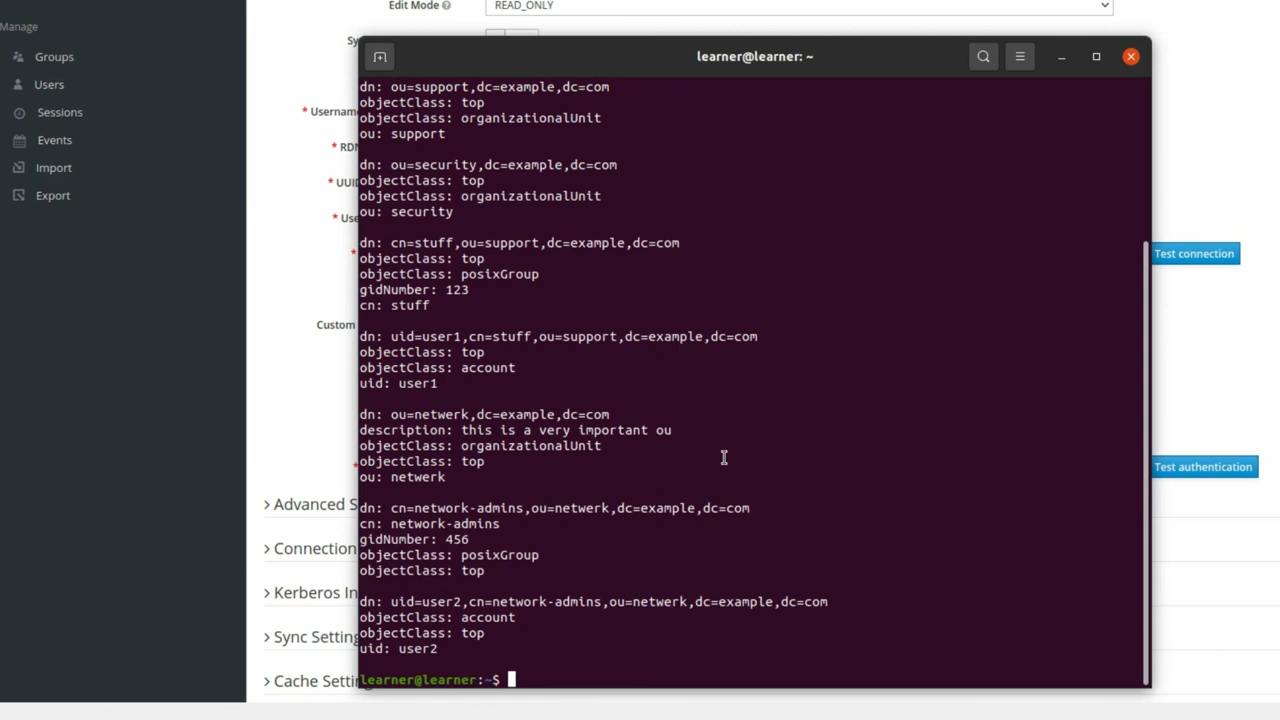 Edit Mode
READ_ONLY
Manage
Groups
Users
Sessions
Events
Import
Export
Sy
* Username
* RDN
* UUID
* Use
*
Custom
*
Test connection
Test authentication
> Advanced S
> Connection
> Kerberos In
> Sync Setting
> Cache Setti
learner@learner: ~
dn: ou=support,dc=example,dc=com
objectClass: top
objectClass: organizationalUnit
ou: support
dn: ou=security,dc=example,dc=com
objectClass: top
objectClass: organizationalUnit
ou: security
dn: cn=stuff,ou=support,dc=example,dc=com
objectClass: top
objectClass: posixGroup
gidNumber: 123
cn: stuff
dn: uid=user1,cn=stuff,ou=support,dc=example,dc=com
objectClass: top
objectClass: account
uid: user1
dn: ou=netwerk,dc=example,dc=com
description: this is a very important ou
objectClass: organizationalUnit
objectClass: top
ou: netwerk
dn: cn=network-admins,ou=netwerk,dc=example,dc=com
cn: network-admins
gidNumber: 456
objectClass: posixGroup
objectClass: top
dn: uid=user2,cn=network-admins,ou=netwerk,dc=example,dc=com
objectClass: account
objectClass: top
uid: user2
learner@learner:~$